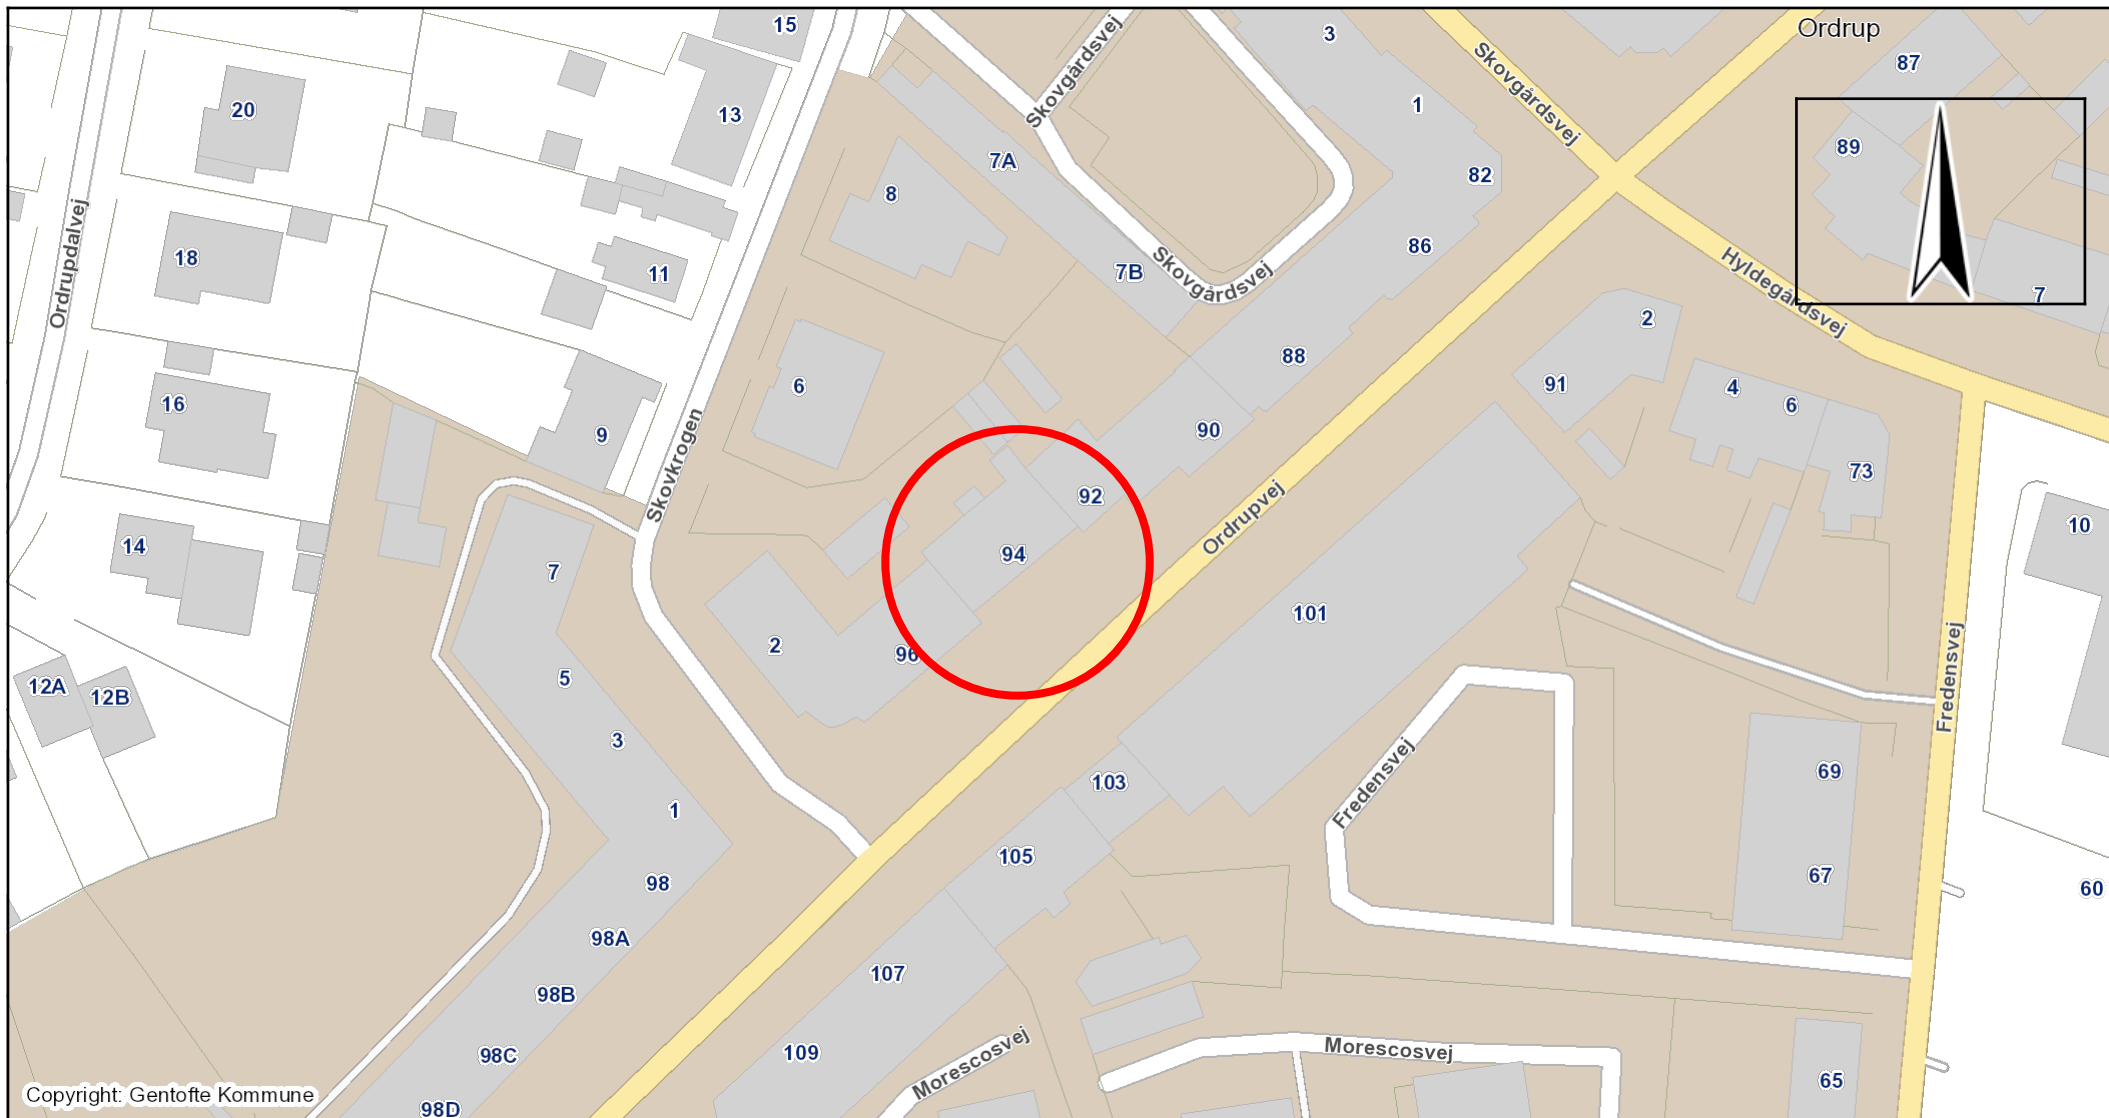 15
Ordrup
3
87
20
13
1
Skovgårdsvej
Skovgårdsvej
89
7A
82
8
Ordrupdalvej
18
11
7B
Skovgårdsvej
86
Hyldegårdsvej
7
2
88
6
91
4
6
16
9
90
73
Skovkrogen
92
Ordrupvej
10
14
7
94
101
2
96
Fredensvej
12A
12B
5
3
103
69
Fredensvej
1
105
67
98
60
98A
107
98B
98C
109
Morescosvej
Morescosvej
65
Copyright: Gentofte Kommune
98D